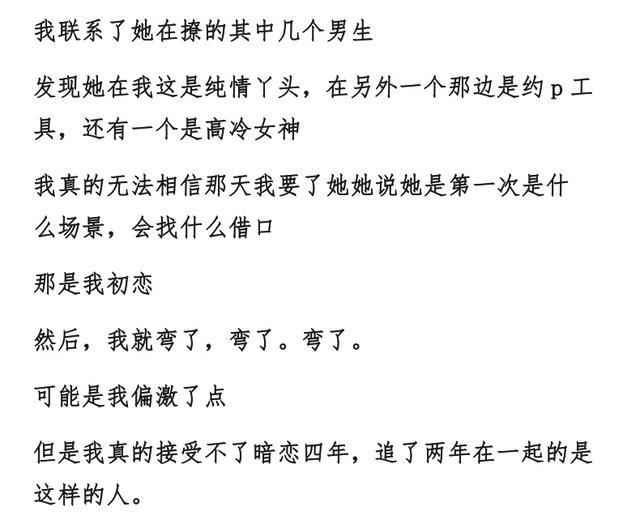 我联系了她在撩的其中几个男生
发现她在我这是纯情丫头，在另外一个那边是约p工
具，还有一个是高冷女神
我真的无法相信那天我要了她她说她是第一次是什
么场景，会找什么借口
那是我初恋
然后，我就弯了，弯了。弯了。
可能是我偏激了点
但是我真的接受不了暗恋四年，追了两年在一起的是
这样的人。